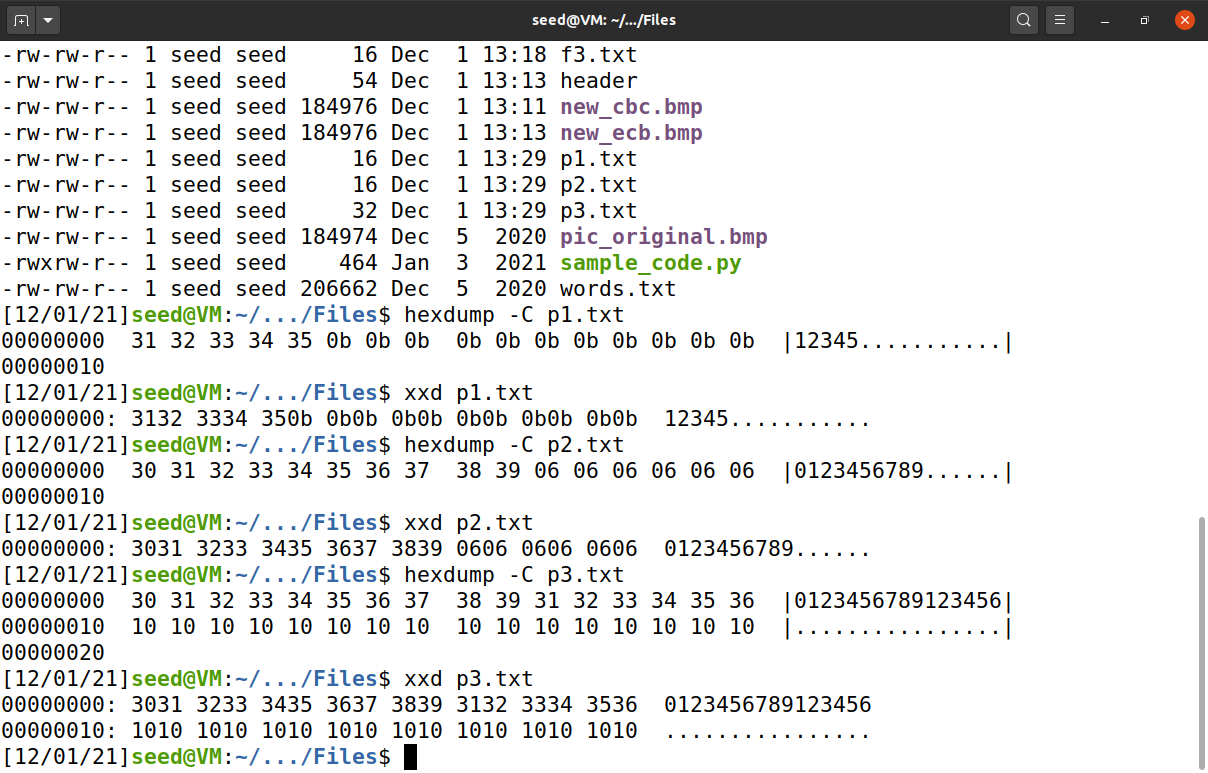 seed@VM: ~/.../Files
-rw-rw-r-- 1 seed seed     16 Dec  1 13:18 f3.txt
-rw-rw-r-- 1 seed seed     54 Dec  1 13:13 header
-rw-rw-r-- 1 seed seed 184976 Dec  1 13:11 new_cbc.bmp
-rw-rw-r-- 1 seed seed 184976 Dec  1 13:13 new_ecb.bmp
-rw-rw-r-- 1 seed seed     16 Dec  1 13:29 p1.txt
-rw-rw-r-- 1 seed seed     16 Dec  1 13:29 p2.txt
-rw-rw-r-- 1 seed seed     32 Dec  1 13:29 p3.txt
-rw-rw-r-- 1 seed seed 184974 Dec  5  2020 pic_original.bmp
-rwxrw-r-- 1 seed seed    464 Jan  3  2021 sample_code.py
-rw-rw-r-- 1 seed seed 206662 Dec  5  2020 words.txt
[12/01/21]seed@VM:~/.../Files$ hexdump -C p1.txt
00000000  31 32 33 34 35 0b 0b 0b  0b 0b 0b 0b 0b 0b 0b 0b  |12345...........|
00000010
[12/01/21]seed@VM:~/.../Files$ xxd p1.txt
00000000: 3132 3334 350b 0b0b 0b0b 0b0b 0b0b 0b0b  12345...........
[12/01/21]seed@VM:~/.../Files$ hexdump -C p2.txt
00000000  30 31 32 33 34 35 36 37  38 39 06 06 06 06 06 06  |0123456789......|
00000010
[12/01/21]seed@VM:~/.../Files$ xxd p2.txt
00000000: 3031 3233 3435 3637 3839 0606 0606 0606  0123456789......
[12/01/21]seed@VM:~/.../Files$ hexdump -C p3.txt
00000000  30 31 32 33 34 35 36 37  38 39 31 32 33 34 35 36  |0123456789123456|
00000010  10 10 10 10 10 10 10 10  10 10 10 10 10 10 10 10  |................|
00000020
[12/01/21]seed@VM:~/.../Files$ xxd p3.txt
00000000: 3031 3233 3435 3637 3839 3132 3334 3536  0123456789123456
00000010: 1010 1010 1010 1010 1010 1010 1010 1010  ................
[12/01/21]seed@VM:~/.../Files$